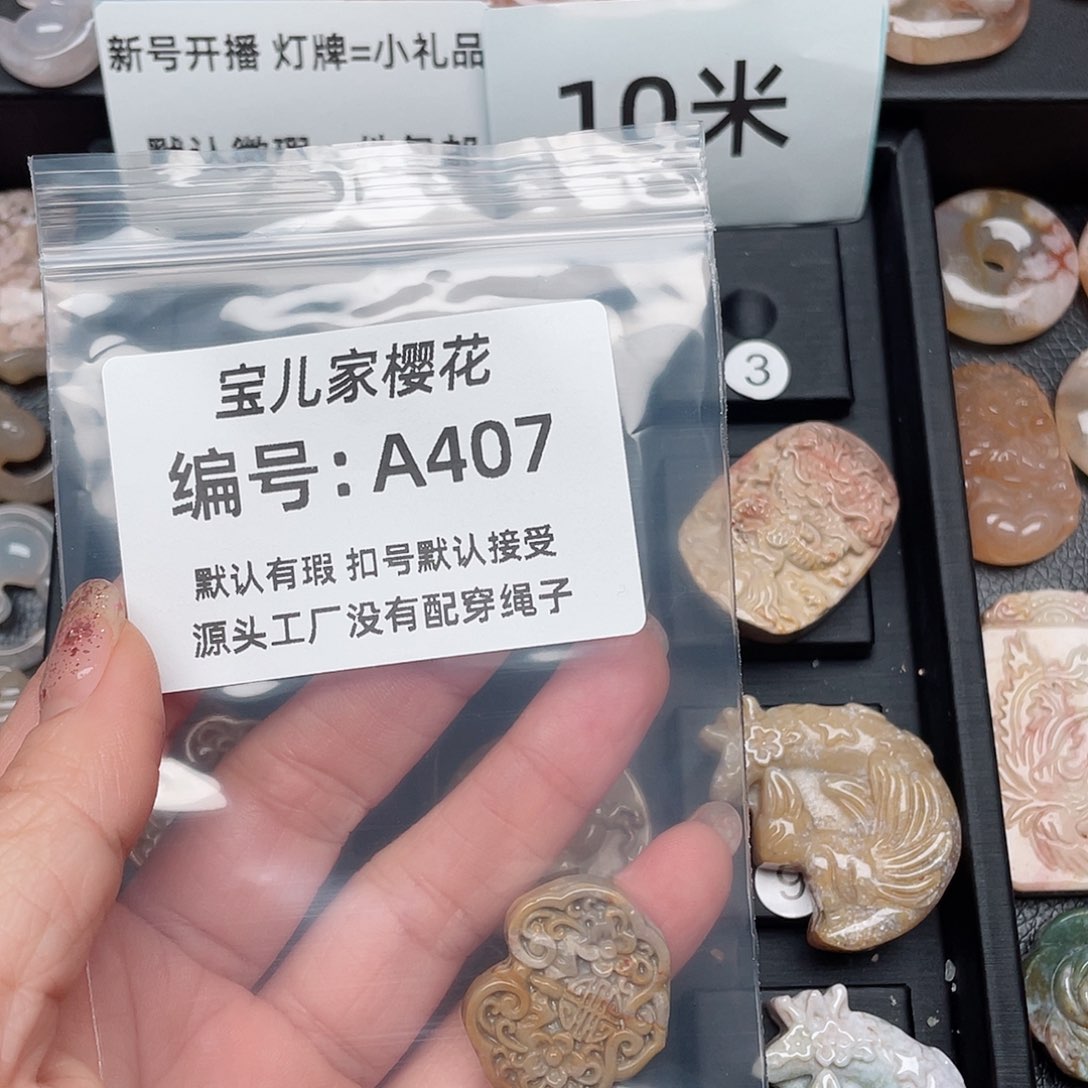 新号开播 灯牌=小礼品
10米
宝儿家樱花
编号:A407
默认有瑕 扣号默认接受
源头工厂没有配穿绳子
3
9